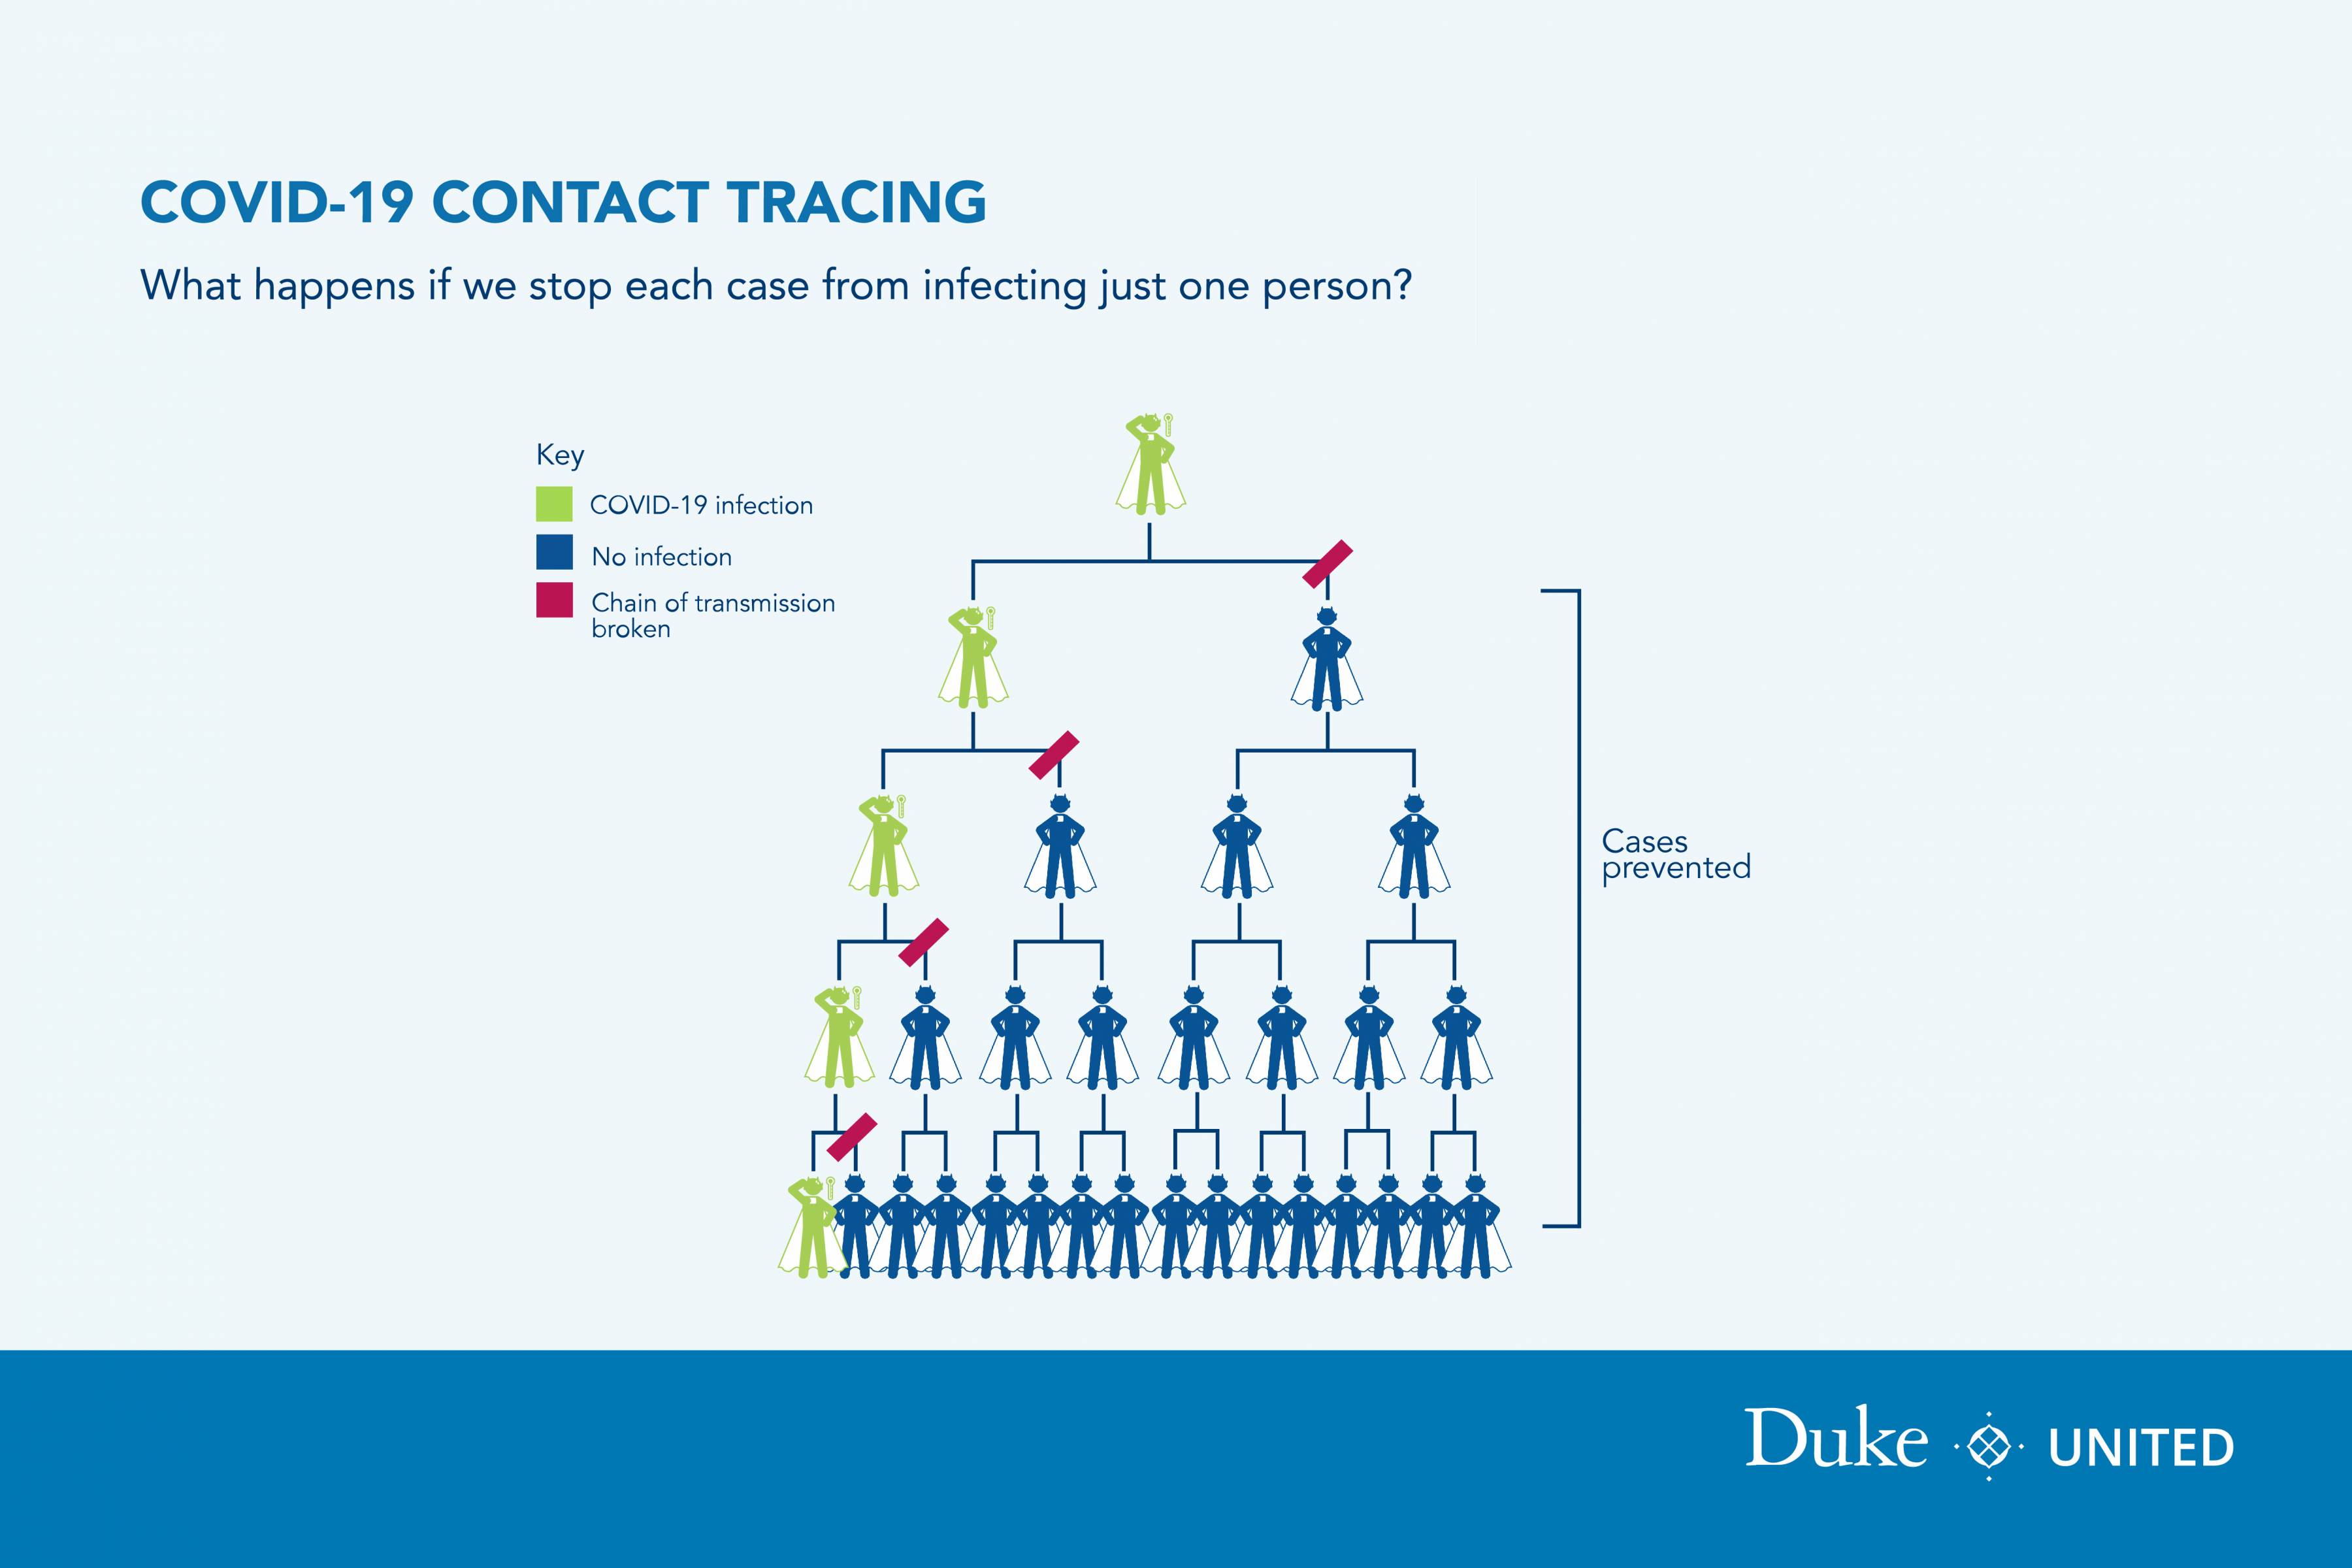 COVID-19 CONTACT TRACING
What happens if we stop each case from infecting just one person?
Key
COVID-19 infection
No infection
Chain of transmission
broken
Cases
prevented
Duke UNITED